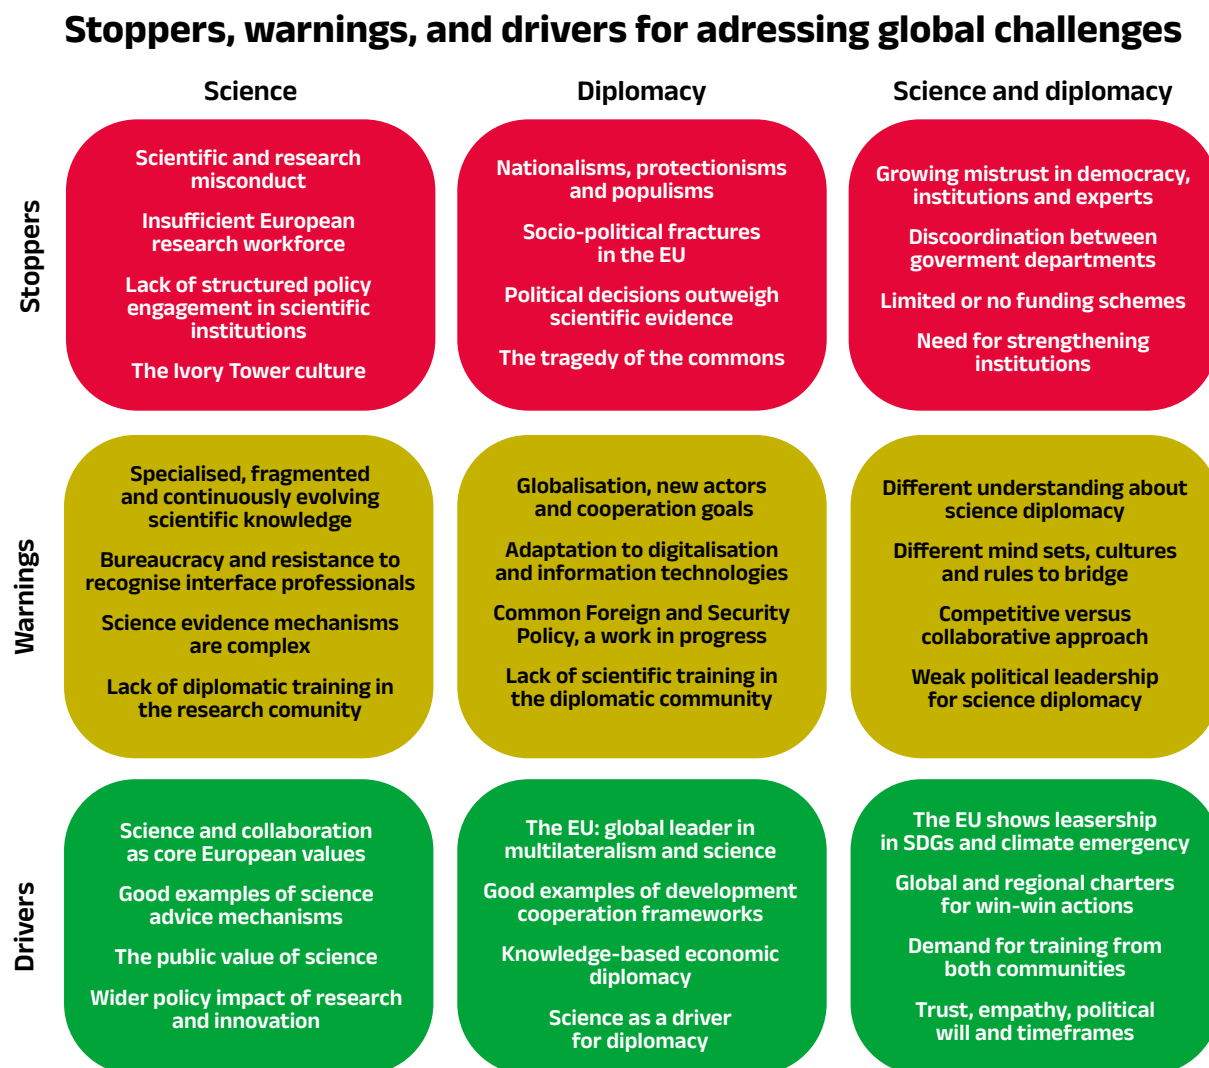 Stoppers, warnings, and drivers for adressing global challenges
Science
Diplomacy
Science and diplomacy
Stoppers
Scientific and research
misconduct
Insufficient European
research workforce
Lack of structured policy
engagement in scientific
institutions
The Ivory Tower culture
Nationalisms, protectionisms
and populisms
Socio-political fractures
in the EU
Political decisions outweigh
scientific evidence
The tragedy of the commons
Growing mistrust in democracy,
institutions and experts
Discoordination between
goverment departments
Limited or no funding schemes
Need for strengthening
institutions
Warnings
Specialised, fragmented
and continuously evolving
scientific knowledge
Bureaucracy and resistance to
recognise interface professionals
Science evidence mechanisms
are complex
Lack of diplomatic training in
the research comunity
Globalisation, new actors
and cooperation goals
Adaptation to digitalisation
and information technologies
Common Foreign and Security
Policy, a work in progress
Lack of scientific training in
the diplomatic community
Different understanding about
science diplomacy
Different mind sets, cultures
and rules to bridge
Competitive versus
collaborative approach
Weak political leadership
for science diplomacy
Drivers
Science and collaboration
as core European values
Good examples of science
advice mechanisms
The public value of science
Wider policy impact of research
and innovation
The EU: global leader in
multilateralism and science
Good examples of development
cooperation frameworks
Knowledge-based economic
diplomacy
Science as a driver
for diplomacy
The EU shows leasership
in SDGs and climate emergency
Global and regional charters
for win-win actions
Demand for training from
both communities
Trust, empathy, political
will and timeframes